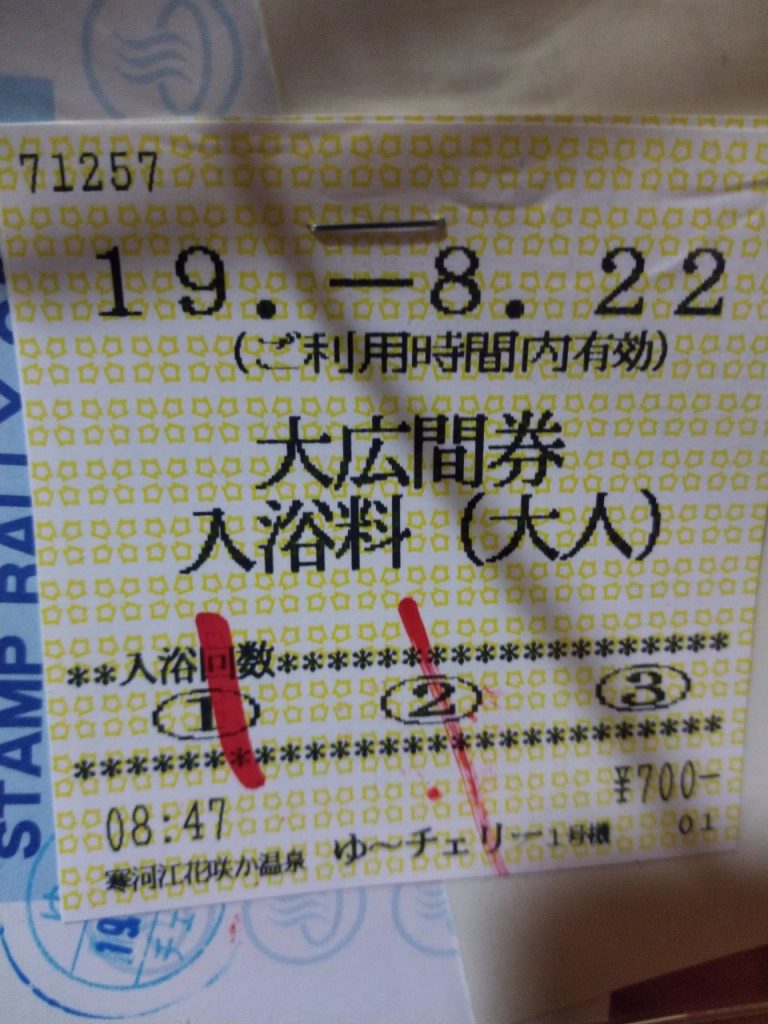 71257
19.-8.22
(ご利用時間内有効)
大広間券
入浴料(大人)
**入浴回数********************
① ② ③
*****************************
¥700-
08:47
寒河江花咲か温泉 ゆ～チェリー1号機 01
STAMP RALLY
19